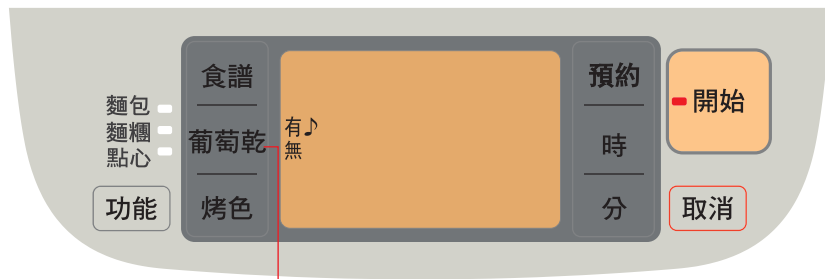 食譜
預約
開始
麵包
麵糰
點心
葡萄乾
有♪
無
時
功能
烤色
分
取消